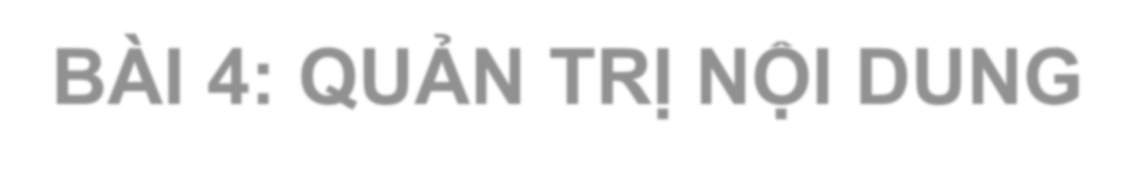 BÀI 4: QUẢN TRỊ NỘI DUNG